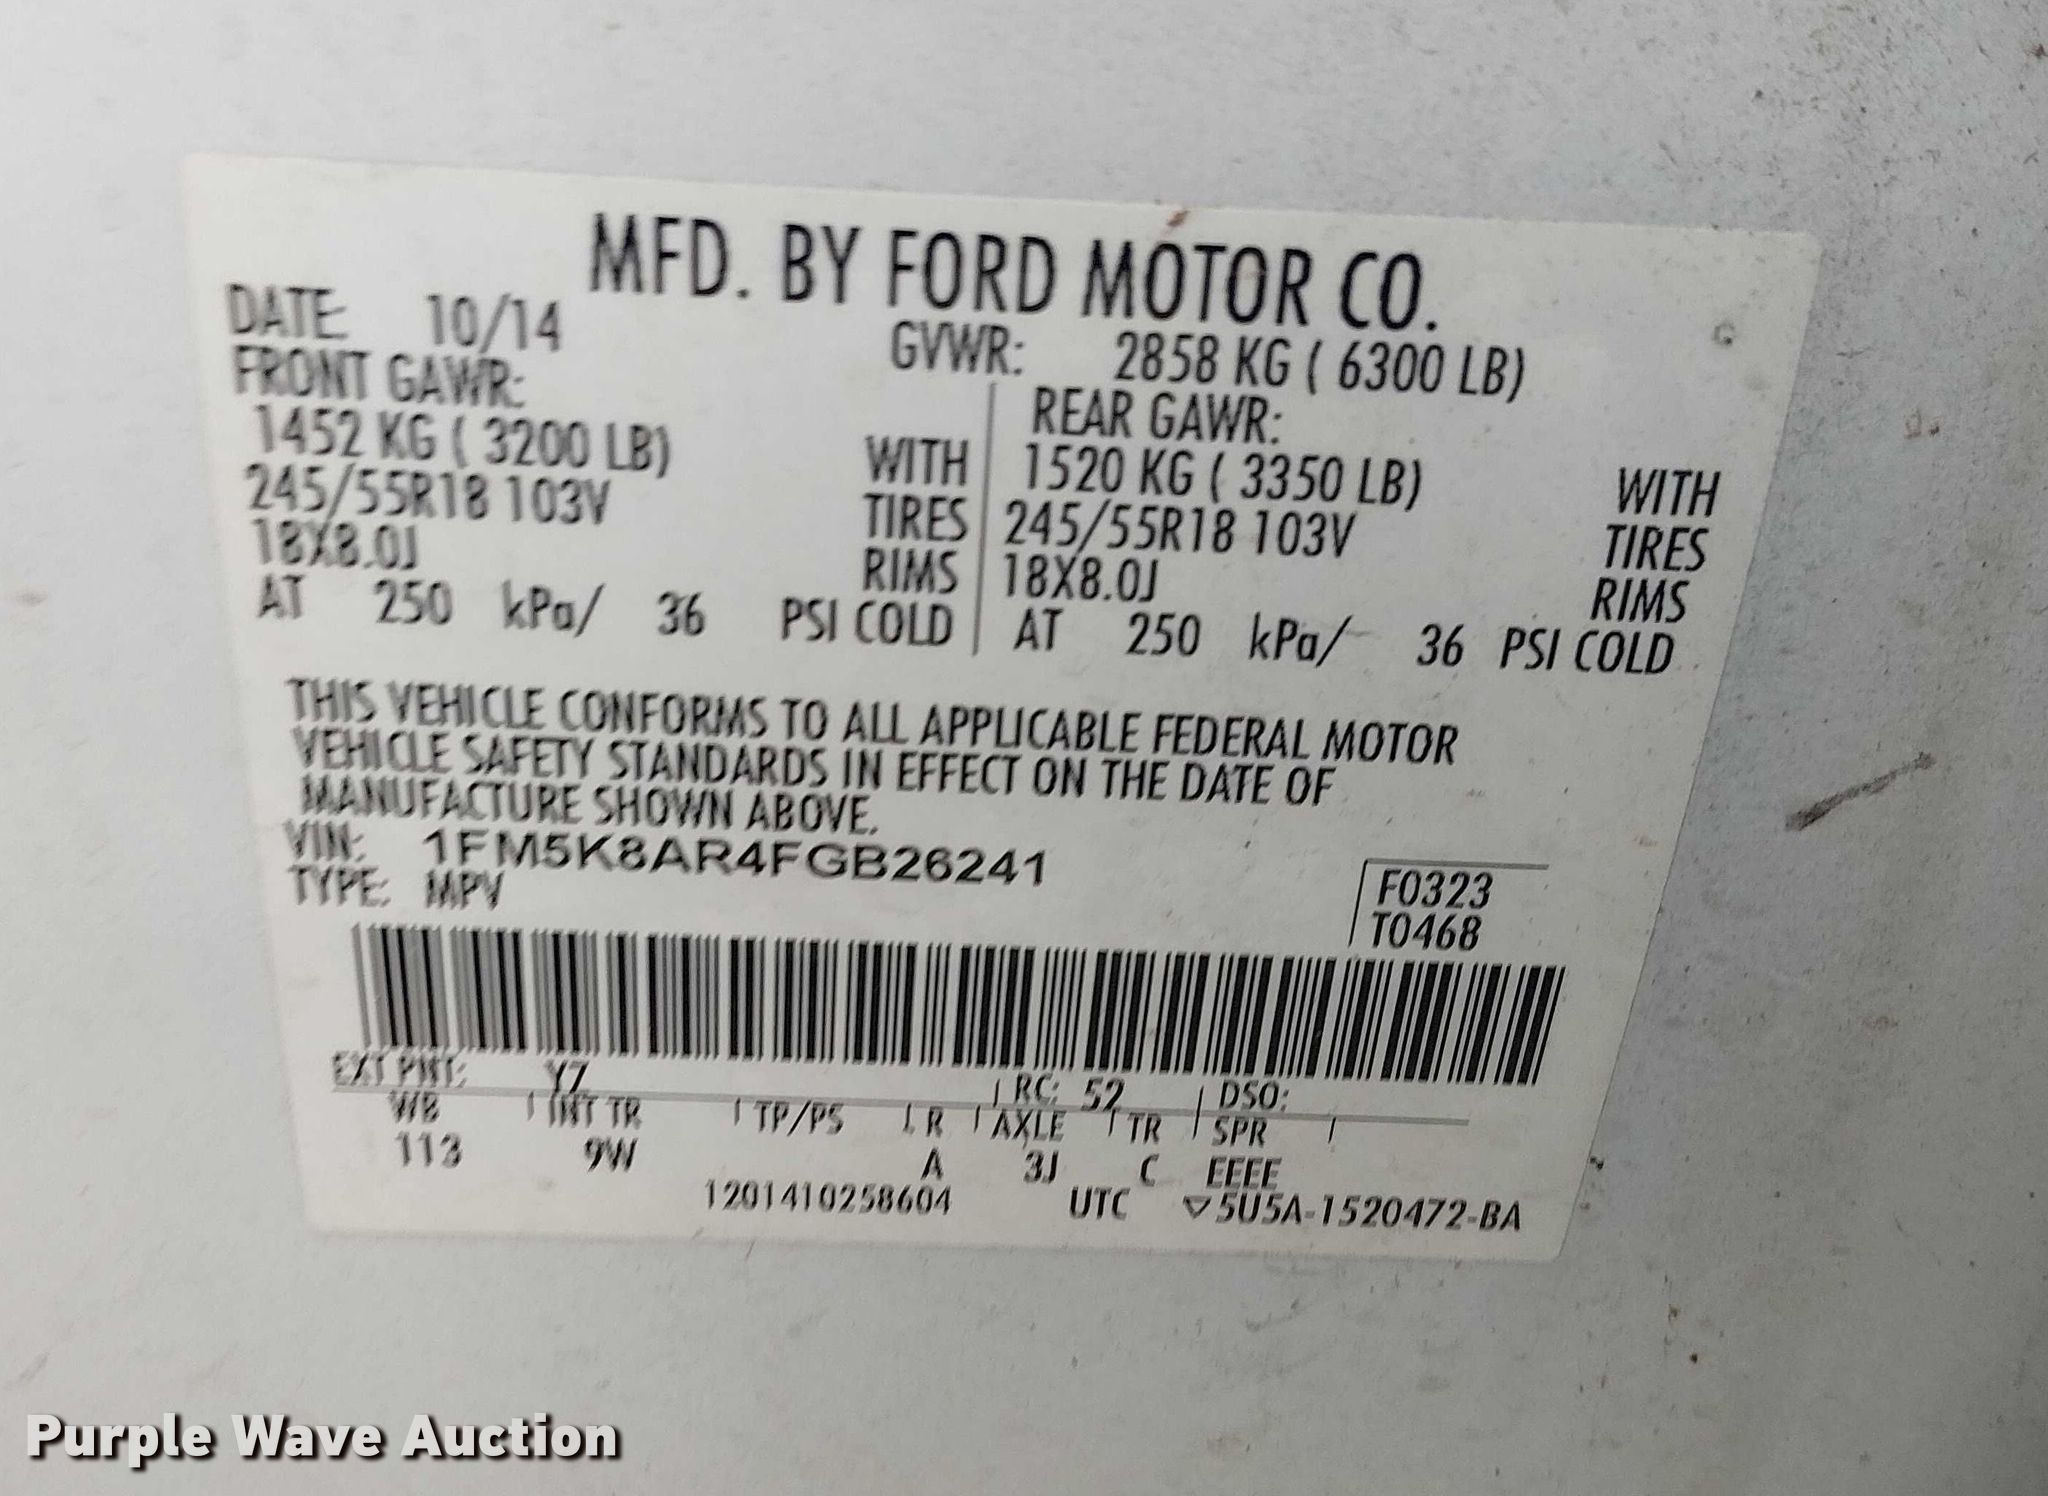 MFD. BY FORD MOTOR CO.
DATE: 10/14 GVWR: 2858 KG ( 6300 LB)
FRONT GAWR: REAR GAWR:
1452 KG ( 3200 LB) WITH 1520 KG ( 3350 LB) WITH
245/55R18 103V TIRES 245/55R18 103V TIRES
18X8.0J RIMS 18X8.0J RIMS
AT 250 kPa/ 36 PSI COLD AT 250 kPa/ 36 PSI COLD
THIS VEHICLE CONFORMS TO ALL APPLICABLE FEDERAL MOTOR
VEHICLE SAFETY STANDARDS IN EFFECT ON THE DATE OF
MANUFACTURE SHOWN ABOVE.
VIN: 1FM5K8AR4FGB26241
TYPE: MPV
F0323
T0468
EXT PNT: YZ RC: 52 DSO:
WB INT TR TP/PS R AXLE TR SPR
113 9W A 3J C EEEE
1201410258604 UTC ▽5U5A-1520472-BA
Purple Wave Auction